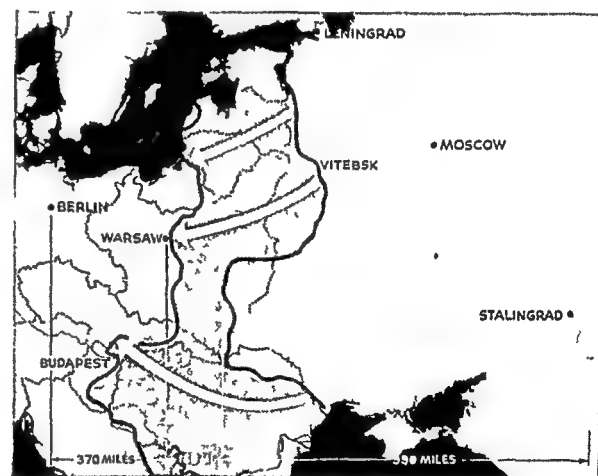 LENINGRAD
MOSCOW
VITEBSK
BERLIN
WARSAW
STALINGRAD
BUDAPEST
370 MILES
MILES